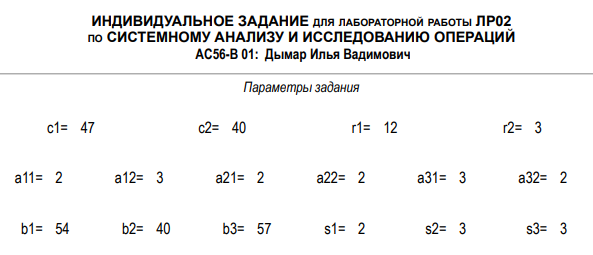 ИНДИВИДУАЛЬНОЕ ЗАДАНИЕ ДЛЯ ЛАБОРАТОРНОЙ РАБОТЫ ЛР02
ПО СИСТЕМНОМУ АНАЛИЗУ И ИССЛЕДОВАНИЮ ОПЕРАЦИЙ
АС56-В 01: Дымар Илья Вадимович
Параметры задания
c1= 47 c2= 40 r1= 12 r2= 3
a11= 2 a12= 3 a21= 2 a22= 2 a31= 3 a32= 2
b1= 54 b2= 40 b3= 57 s1= 2 s2= 3 s3= 3